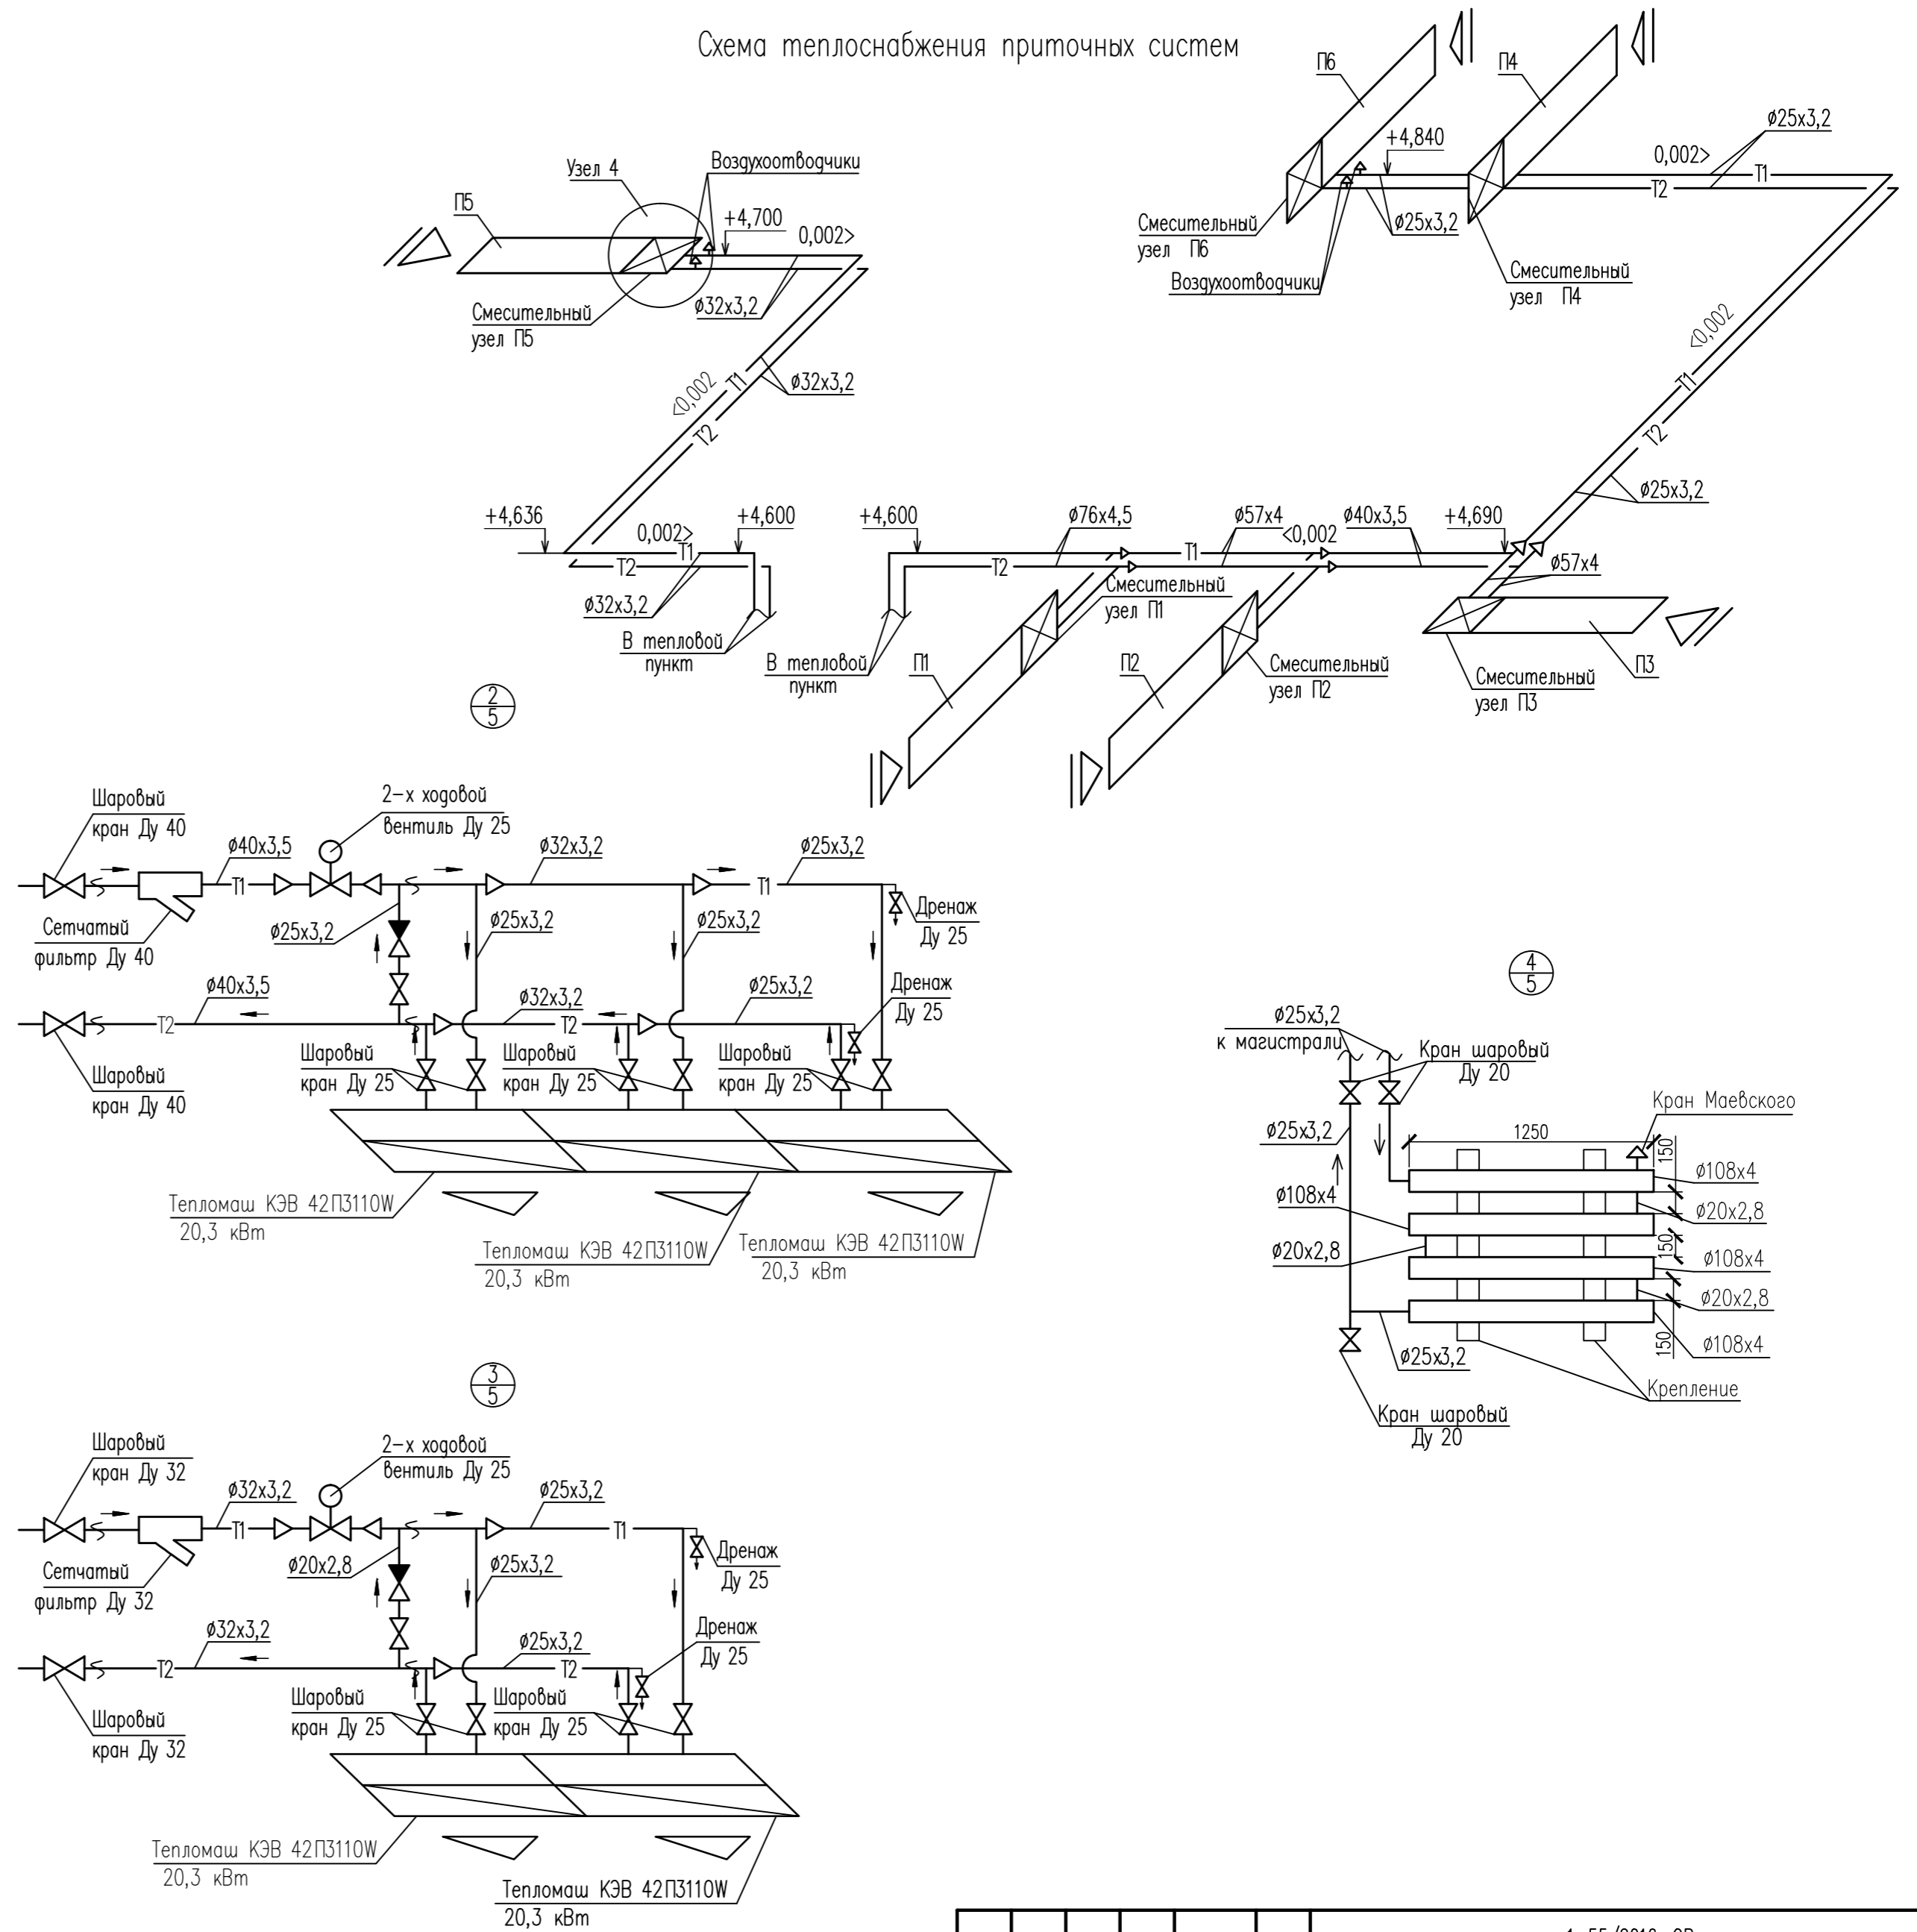 Схема теплоснабжения приточных систем
П6
П4
ø25х3,2
+4,840
0,002>
Т1
Т2
ø25х3,2
Смесительный
узел П6
Воздухоотводчики
Смесительный
узел П4
<0,002
Т1
Т2
ø25х3,2
Узел 4
Воздухоотводчики
П5
+4,700
0,002>
Смесительный
узел П5
ø32х3,2
<0,002
Т1
ø32х3,2
Т2
+4,636
0,002>
+4,600
Т1
Т2
ø32х3,2
В тепловой
пункт
+4,600
ø76х4,5
ø57х4
<0,002
ø40х3,5
+4,690
Т1
Т2
ø57х4
Смесительный
узел П1
В тепловой
пункт
П1
П2
Смесительный
узел П2
Смесительный
узел П3
П3
2
5
Шаровый
кран Ду 40
2-х ходовой
вентиль Ду 25
ø40х3,5
ø32х3,2
ø25х3,2
Т1
Т1
Сетчатый
фильтр Ду 40
ø25х3,2
ø25х3,2
ø25х3,2
Дренаж
Ду 25
ø40х3,5
ø32х3,2
ø25х3,2
Дренаж
Ду 25
Т2
Т2
Шаровый
кран Ду 40
Шаровый
кран Ду 25
Шаровый
кран Ду 25
Шаровый
кран Ду 25
Тепломаш КЭВ 42П3110W
20,3 кВт
Тепломаш КЭВ 42П3110W
20,3 кВт
Тепломаш КЭВ 42П3110W
20,3 кВт
4
5
ø25х3,2
к магистрали
Кран шаровый
Ду 20
Кран Маевского
ø25х3,2
1250
150
ø108х4
ø108х4
ø20х2,8
ø20х2,8
150
ø108х4
ø20х2,8
150
ø108х4
ø25х3,2
Крепление
Кран шаровый
Ду 20
3
5
Шаровый
кран Ду 32
2-х ходовой
вентиль Ду 25
ø32х3,2
ø25х3,2
Т1
Т1
Сетчатый
фильтр Ду 32
ø20х2,8
ø25х3,2
Дренаж
Ду 25
ø32х3,2
ø25х3,2
Дренаж
Ду 25
Т2
Т2
Шаровый
кран Ду 32
Шаровый
кран Ду 25
Шаровый
кран Ду 25
Тепломаш КЭВ 42П3110W
20,3 кВт
Тепломаш КЭВ 42П3110W
20,3 кВт